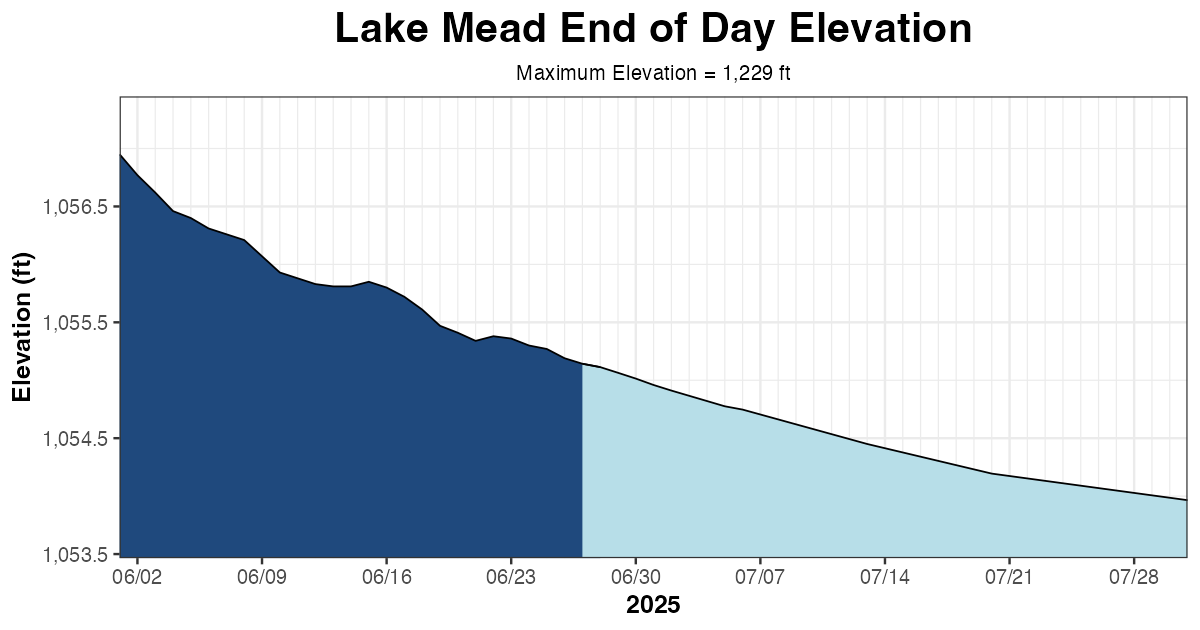 Lake Mead End of Day Elevation
Maximum Elevation = 1,229 ft
Elevation (ft)
1,056.5
1,055.5
1,054.5
1,053.5
06/02 06/09 06/16 06/23 06/30 07/07 07/14 07/21 07/28
2025